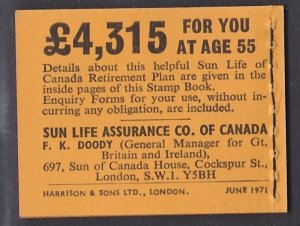 £4,315 FOR YOU
AT AGE 55
Details about this helpful Sun Life of
Canada Retirement Plan are given in the
inside pages of this Stamp Book.
Enquiry Forms for your use, without in-
curring any obligation, are included.
SUN LIFE ASSURANCE CO. OF CANADA
F. K. DOODY (General Manager for Gt.
Britain and Ireland),
697, Sun of Canada House, Cockspur St.,
London, S.W.1. Y5BH
HARRISON & SONS LTD., LONDON. JUNE 1971